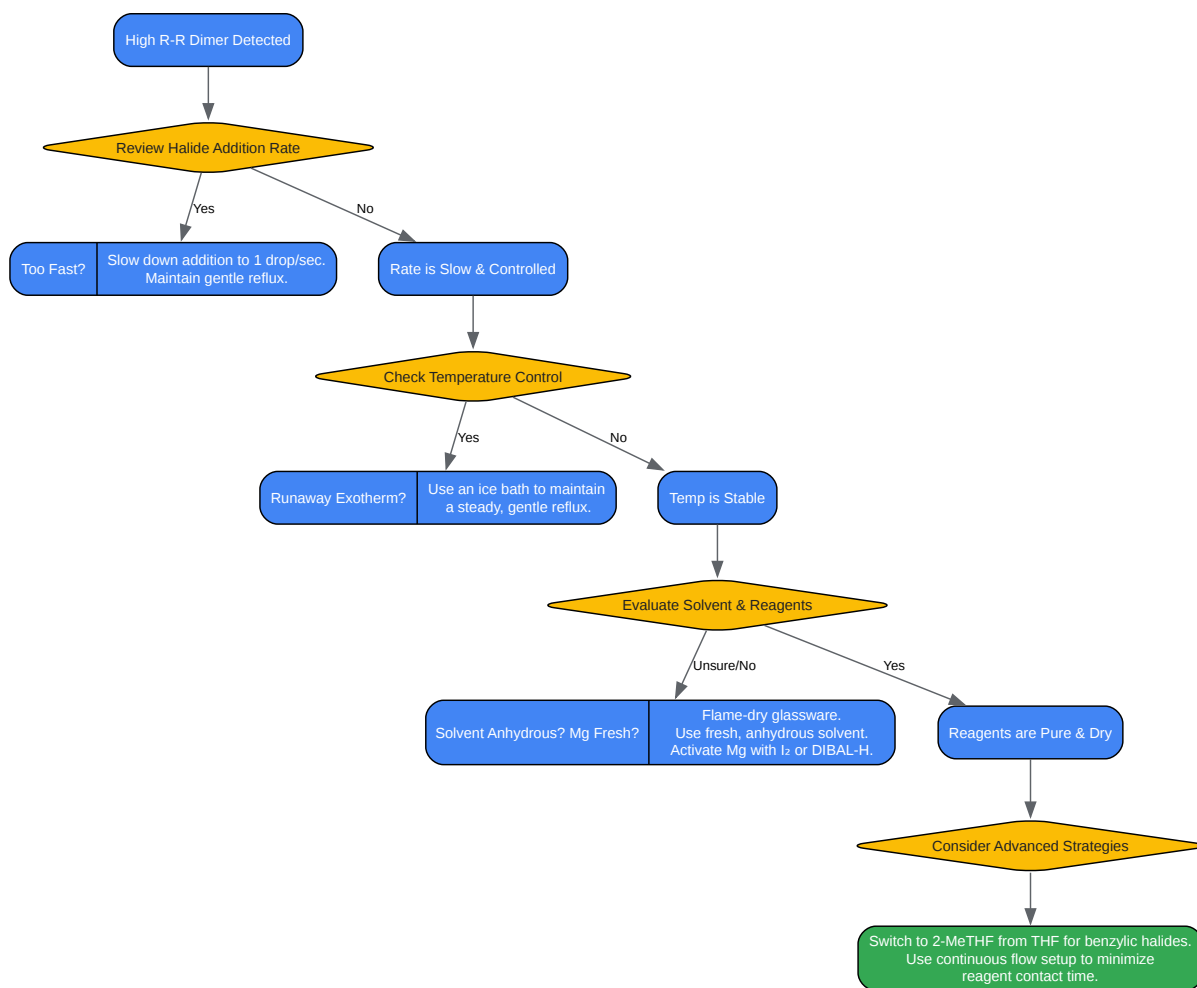 High R-R Dimer Detected
Review Halide Addition Rate
Yes
No
Too Fast?
Slow down addition to 1 drop/sec.
Maintain gentle reflux.
Rate is Slow & Controlled
Check Temperature Control
Yes
No
Runaway Exotherm?
Use an ice bath to maintain
a steady, gentle reflux.
Temp is Stable
Evaluate Solvent & Reagents
Unsure/No
Yes
Solvent Anhydrous? Mg Fresh?
Flame-dry glassware.
Use fresh, anhydrous solvent.
Activate Mg with I₂ or DIBAL-H.
Reagents are Pure & Dry
Consider Advanced Strategies
Switch to 2-MeTHF from THF for benzylic halides.
Use continuous flow setup to minimize
reagent contact time.